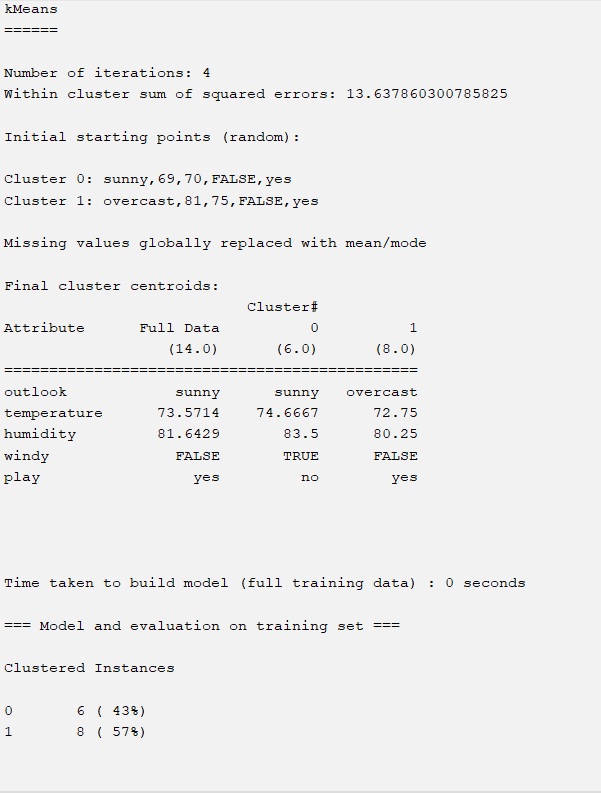 kMeans
======
Number of iterations: 4
Within cluster sum of squared errors: 13.637860300785825
Initial starting points (random):
Cluster 0: sunny,69,70,FALSE,yes
Cluster 1: overcast,81,75,FALSE,yes
Missing values globally replaced with mean/mode
Final cluster centroids:
Cluster#
Attribute Full Data 0 1
(14.0) (6.0) (8.0)
==============================================
outlook sunny sunny overcast
temperature 73.5714 74.6667 72.75
humidity 81.6429 83.5 80.25
windy FALSE TRUE FALSE
play yes no yes
Time taken to build model (full training data) : 0 seconds
=== Model and evaluation on training set ===
Clustered Instances
0 6 ( 43%)
1 8 ( 57%)